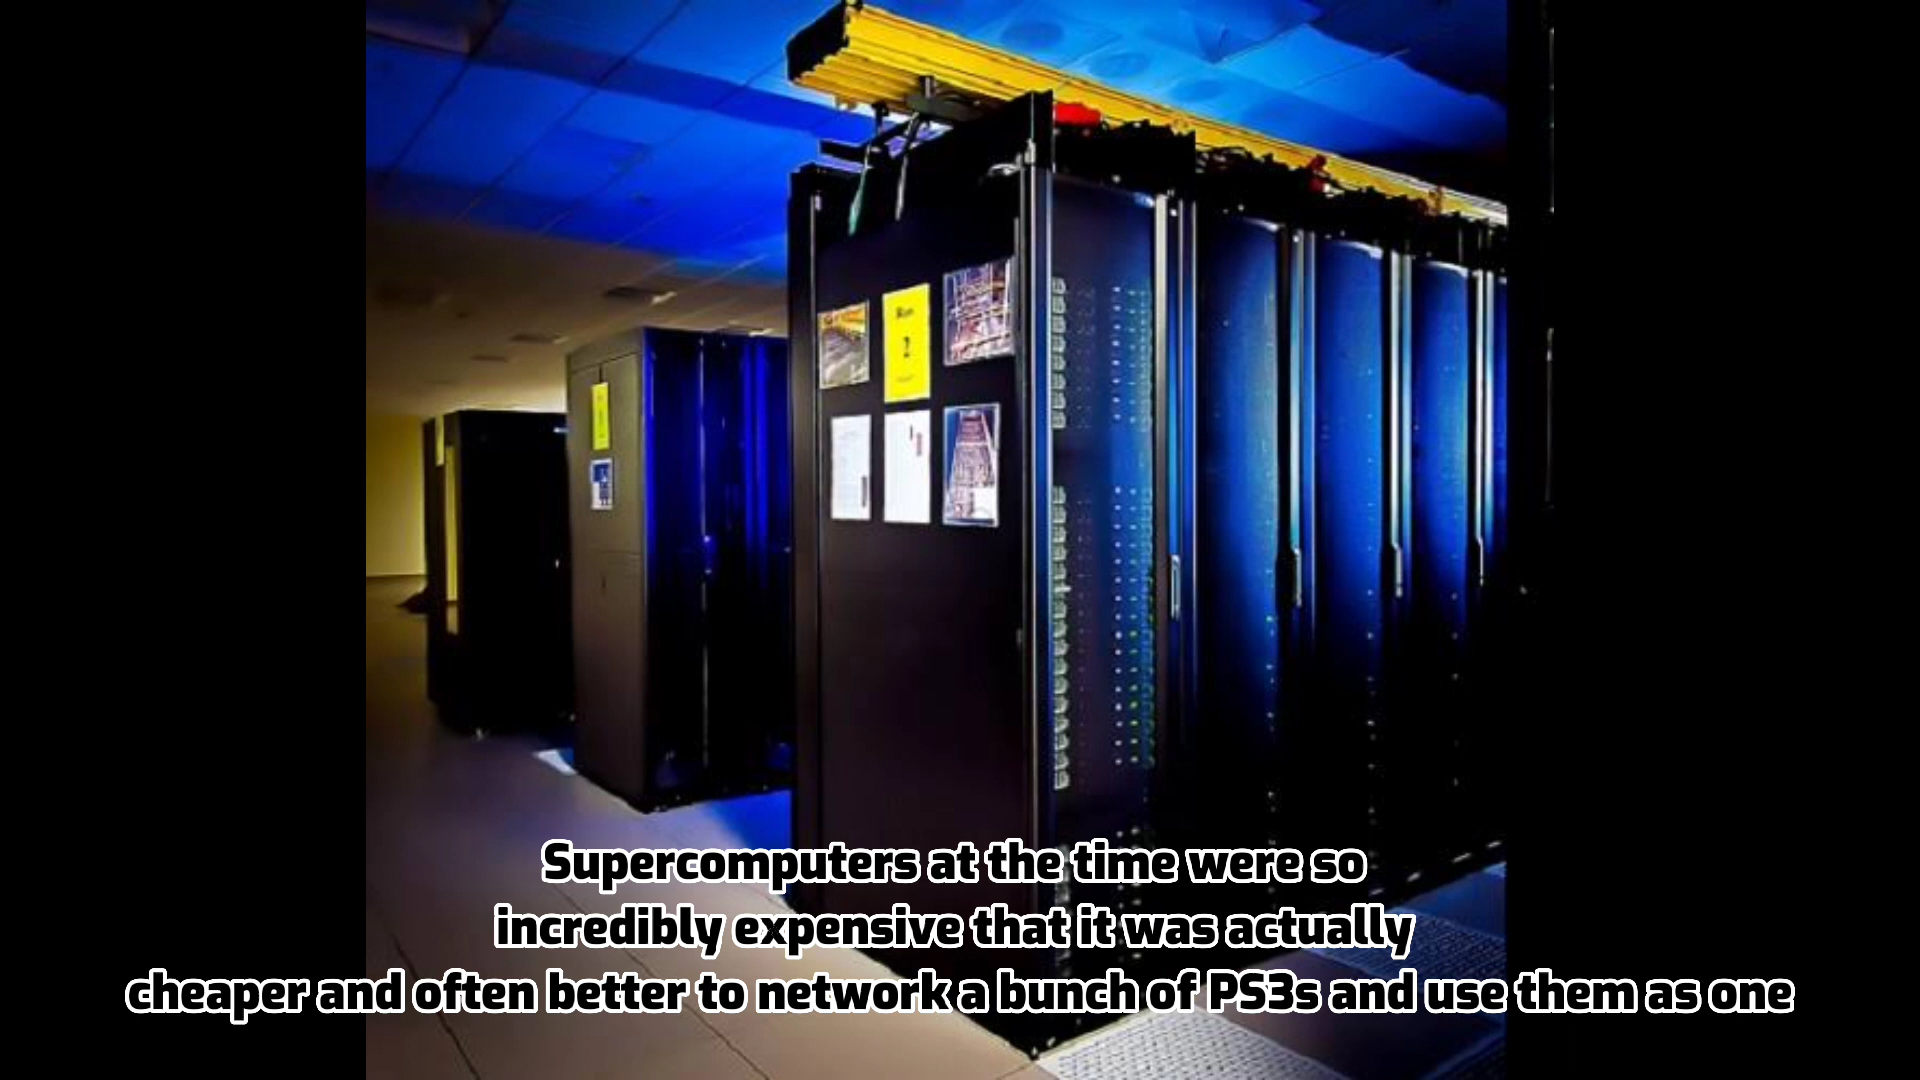 2
Supercomputers at the time were so
incredibly expensive that it was actually
cheaper and often better to network a bunch of PS3s and use them as one